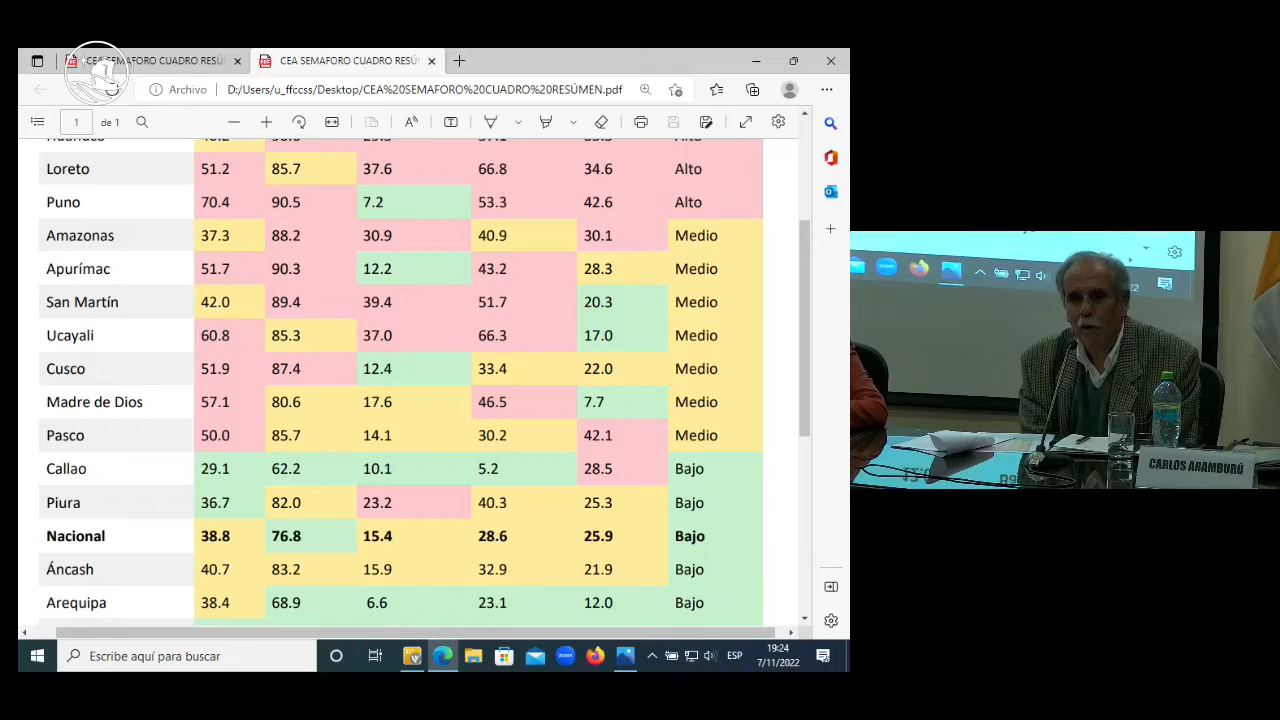 CEA SEMAFORO CUADRO RESÚ
CEA SEMAFORO CUADRO RESÚ
Archivo
D:/Users/u_ffccss/Desktop/CEA%20SEMAFORO%20CUADRO%20RESÚMEN.pdf
1 de 1
Loreto 51.2 85.7 37.6 66.8 34.6 Alto
Puno 70.4 90.5 7.2 53.3 42.6 Alto
Amazonas 37.3 88.2 30.9 40.9 30.1 Medio
Apurímac 51.7 90.3 12.2 43.2 28.3 Medio
San Martín 42.0 89.4 39.4 51.7 20.3 Medio
Ucayali 60.8 85.3 37.0 66.3 17.0 Medio
Cusco 51.9 87.4 12.4 33.4 22.0 Medio
Madre de Dios 57.1 80.6 17.6 46.5 7.7 Medio
Pasco 50.0 85.7 14.1 30.2 42.1 Medio
Callao 29.1 62.2 10.1 5.2 28.5 Bajo
Piura 36.7 82.0 23.2 40.3 25.3 Bajo
Nacional 38.8 76.8 15.4 28.6 25.9 Bajo
Áncash 40.7 83.2 15.9 32.9 21.9 Bajo
Arequipa 38.4 68.9 6.6 23.1 12.0 Bajo
Escribe aquí para buscar
zoom
ESP
19:24
7/11/2022
CARLOS ARAMBURÚ